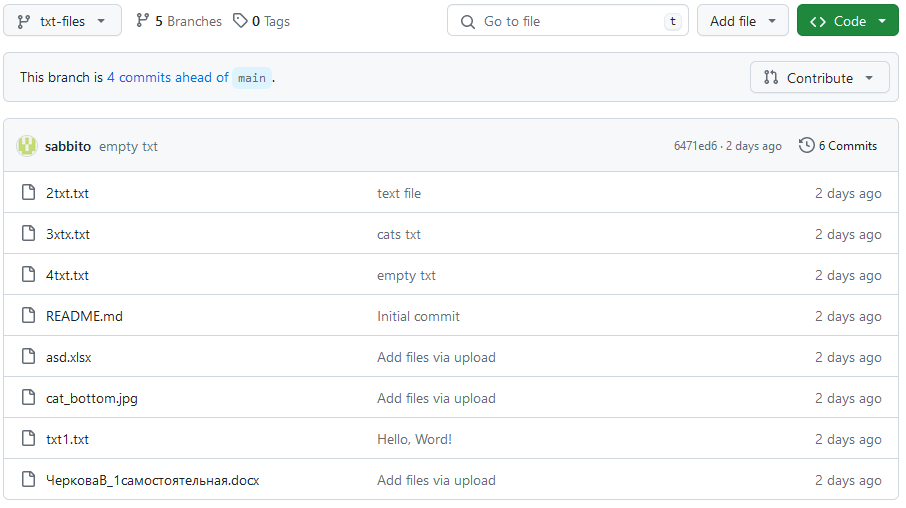 txt-files 5 Branches 0 Tags Go to file t Add file Code
This branch is 4 commits ahead of main .
Contribute
sabbito empty txt 6471ed6 · 2 days ago 6 Commits
2txt.txt text file 2 days ago
3xtx.txt cats txt 2 days ago
4txt.txt empty txt 2 days ago
README.md Initial commit 2 days ago
asd.xlsx Add files via upload 2 days ago
cat_bottom.jpg Add files via upload 2 days ago
txt1.txt Hello, Word! 2 days ago
ЧерковаВ_1самостоятельная.docx Add files via upload 2 days ago